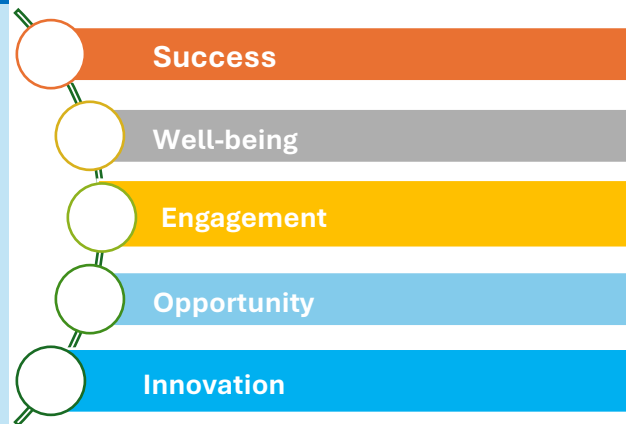 Success
Well-being
Engagement
Opportunity
Innovation